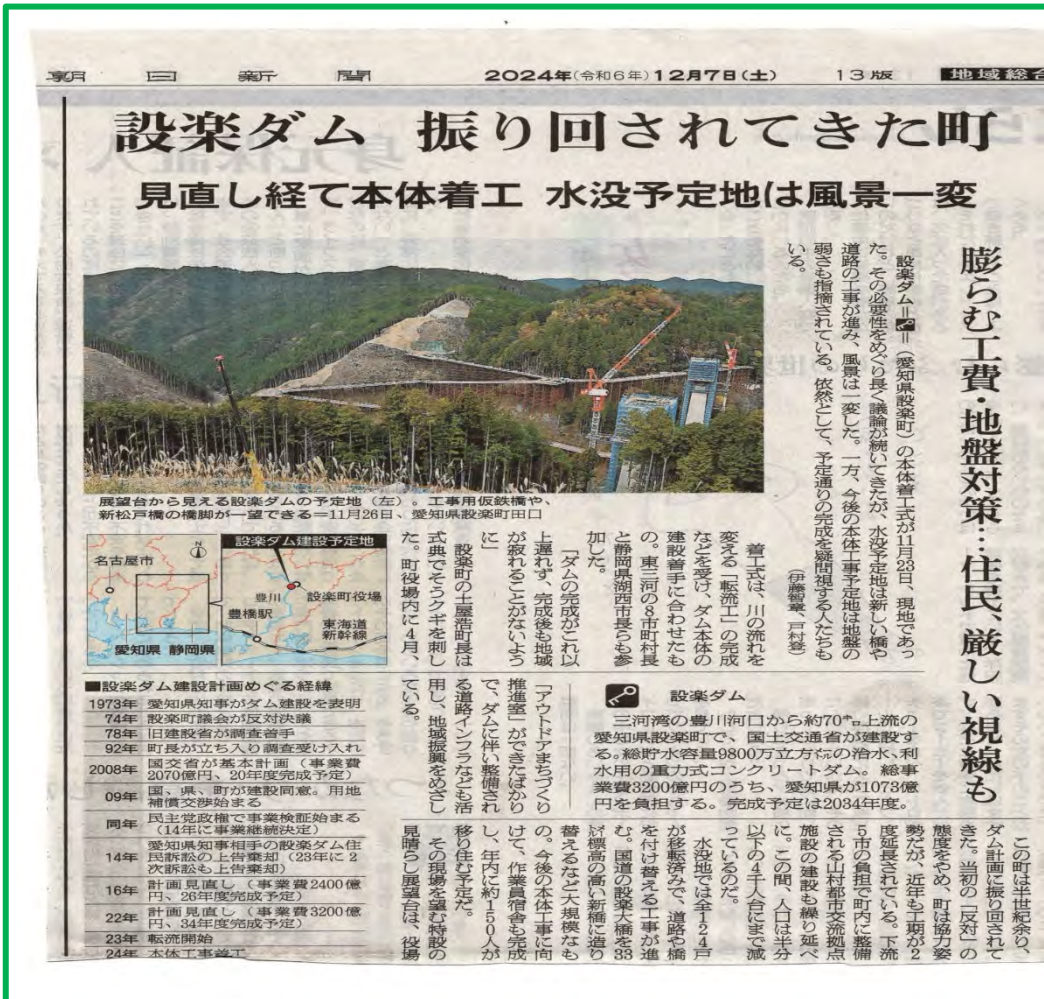 朝日新聞 2024年(令和6年)12月7日(土) 13版 地域総合
設楽ダム 振り回されてきた町
見直し経て本体着工 水没予定地は風景一変
膨らむ工費・地盤対策…住民、厳しい視線も
設楽ダム=(愛知県設楽町)の本体着工式が11月23日、現地であっ
た。その必要性をめぐり長く議論が続いてきたが、水没予定地は新しい橋や
道路の工事が進み、風景は一変した。一方、今後の本体工事予定地は地盤の
弱さも指摘されている。依然として、予定通りの完成を疑問視する人たちも
いる。
(伊藤智章、戸村登)
展望台から見える設楽ダムの予定地(左)。工事用仮鉄橋や、
新松戸橋の橋脚が一望できる=11月26日、愛知県設楽町田口
着工式は、川の流れを
変える「転流工」の完成
などを受け、ダム本体の
建設着手に合わせたも
の。東三河の8市町村長
と静岡県湖西市長らも参
加した。
「ダムの完成がこれ以
上遅れず、完成後も地域
が寂れることがないよう
に」
設楽町の土屋浩町長は
式典でそうクギを刺し
た。町役場内に4月、
「アウトドアまちづくり
推進室」ができたばかり
で、ダムに伴い整備され
る道路インフラなども活
用し、地域振興をめざし
ている。
N
名古屋市
愛知県 静岡県
設楽ダム建設予定地
豊川
設楽町役場
豊橋駅
東海道
新幹線
設楽ダム
三河湾の豊川河口から約70㌔上流の
愛知県設楽町で、国土交通省が建設す
る。総貯水容量9800万立方㍍の治水、利
水用の重力式コンクリートダム。総事
業費3200億円のうち、愛知県が1073億
円を負担する。完成予定は2034年度。
■設楽ダム建設計画めぐる経緯
1973年 愛知県知事がダム建設を表明
74年 設楽町議会が反対決議
78年 旧建設省が調査着手
92年 町長が立ち入り調査受け入れ
2008年 国交省が基本計画(事業費
2070億円、20年度完成予定)
09年 国、県、町が建設同意。用地
補償交渉始まる
同年 民主党政権で事業検証始まる
(14年に事業継続決定)
14年 愛知県知事相手の設楽ダム住
民訴訟の上告棄却(23年に2
次訴訟も上告棄却)
16年 計画見直し(事業費2400億
円、26年度完成予定)
22年 計画見直し(事業費3200億
円、34年度完成予定)
23年 転流開始
24年 本体工事着工
この町は半世紀余り、
ダム計画に振り回されて
きた。当初の「反対」の
態度をやめ、町は協力姿
勢だが、近年も工期が2
度延長されている。下流
5市の負担で町内に整備
される山村都市交流拠点
施設の建設も繰り延べ
に。この間、人口は半分
以下の4千人台にまで減
っているのだ。
水没地では全124戸
が移転済みで、道路や橋
を付け替える工事が進
む。国道の設楽大橋を33
㍍標高の高い新橋に造り
替えるなど大規模なも
の。今後の本体工事に向
けて、作業員宿舎も完成
し、年内に約150人が
移り住む予定だ。
その現場を望む特設の
見晴らし展望台は、役場